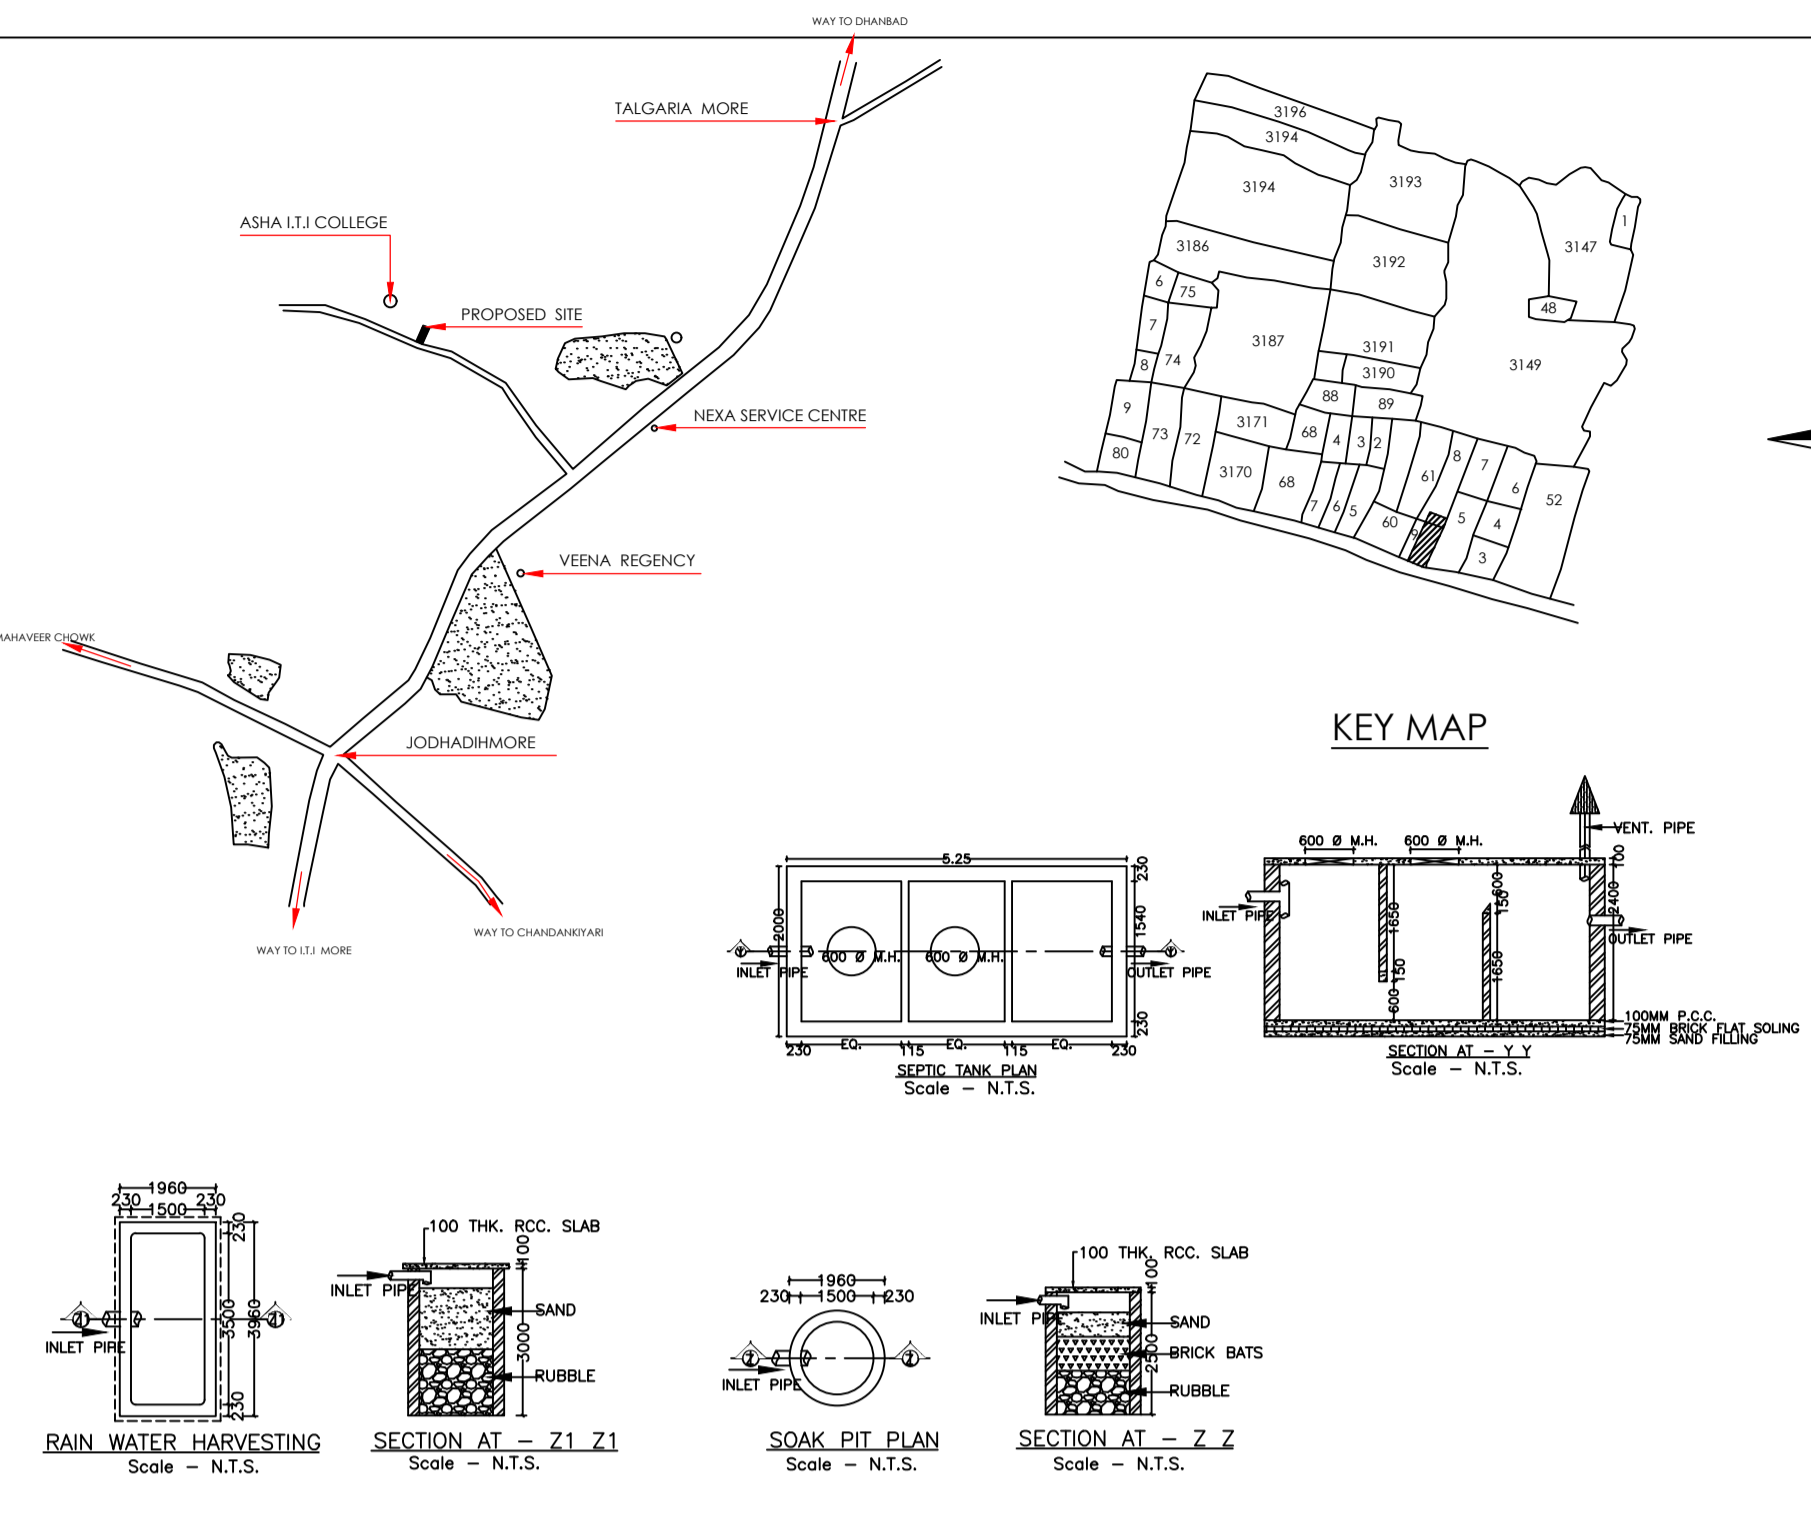 WAY TO DHANBAD
TALGARIA MORE
ASHA I.T.I COLLEGE
PROPOSED SITE
NEXA SERVICE CENTRE
VEENA REGENCY
MAHAVEER CHOWK
JODHADIHMORE
WAY TO I.T.I MORE
WAY TO CHANDANKIYARI
3196
3194
3194
3193
1
3147
3186
3192
6
75
48
7
3187
3191
3149
8
74
3190
88
89
9
3171
68
4
3
2
73
72
80
8
7
3170
68
61
6
52
7
6
5
60
9
5
4
3
KEY MAP
5.25
230
2000
1540
600 Ø M.H.
600 Ø M.H.
INLET PIPE
OUTLET PIPE
Y
Y
230
230
EQ.
115
EQ.
115
EQ.
230
SEPTIC TANK PLAN
Scale - N.T.S.
600 Ø M.H.
600 Ø M.H.
VENT. PIPE
100
INLET PIPE
1650
600
150
2400
OUTLET PIPE
150
1650
600
100MM P.C.C.
75MM BRICK FLAT SOLING
75MM SAND FILLING
SECTION AT - Y Y
Scale - N.T.S.
1960
230
1500
230
230
3500
3960
Z1
Z1
INLET PIPE
230
RAIN WATER HARVESTING
Scale - N.T.S.
100 THK. RCC. SLAB
100
INLET PIPE
SAND
3000
RUBBLE
SECTION AT - Z1 Z1
Scale - N.T.S.
1960
230
1500
230
Z
Z
INLET PIPE
SOAK PIT PLAN
Scale - N.T.S.
100 THK. RCC. SLAB
100
INLET PIPE
SAND
BRICK BATS
2500
RUBBLE
SECTION AT - Z Z
Scale - N.T.S.